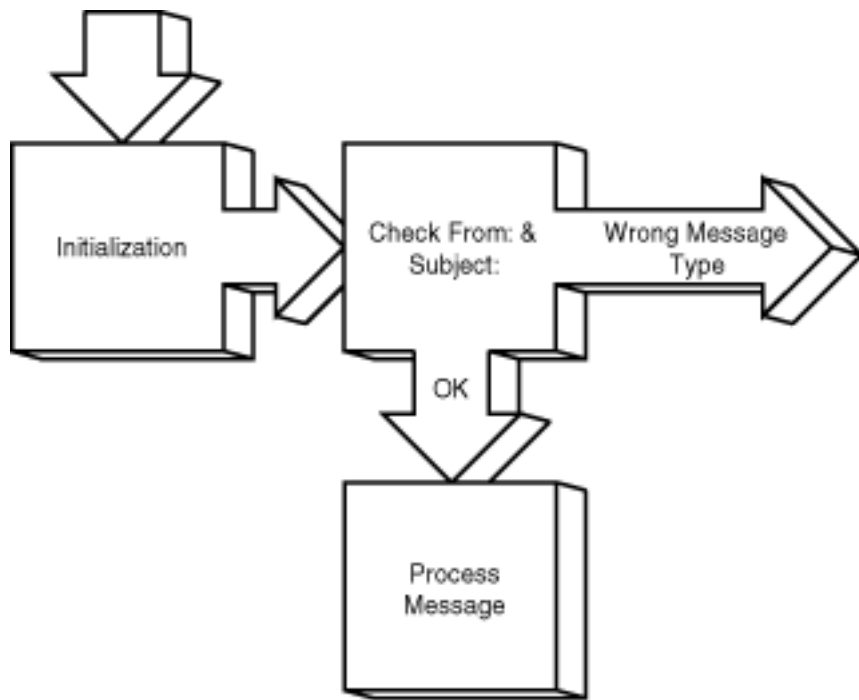 Initialization
Check From: &
Subject:
Wrong Message
Type
OK
Process
Message